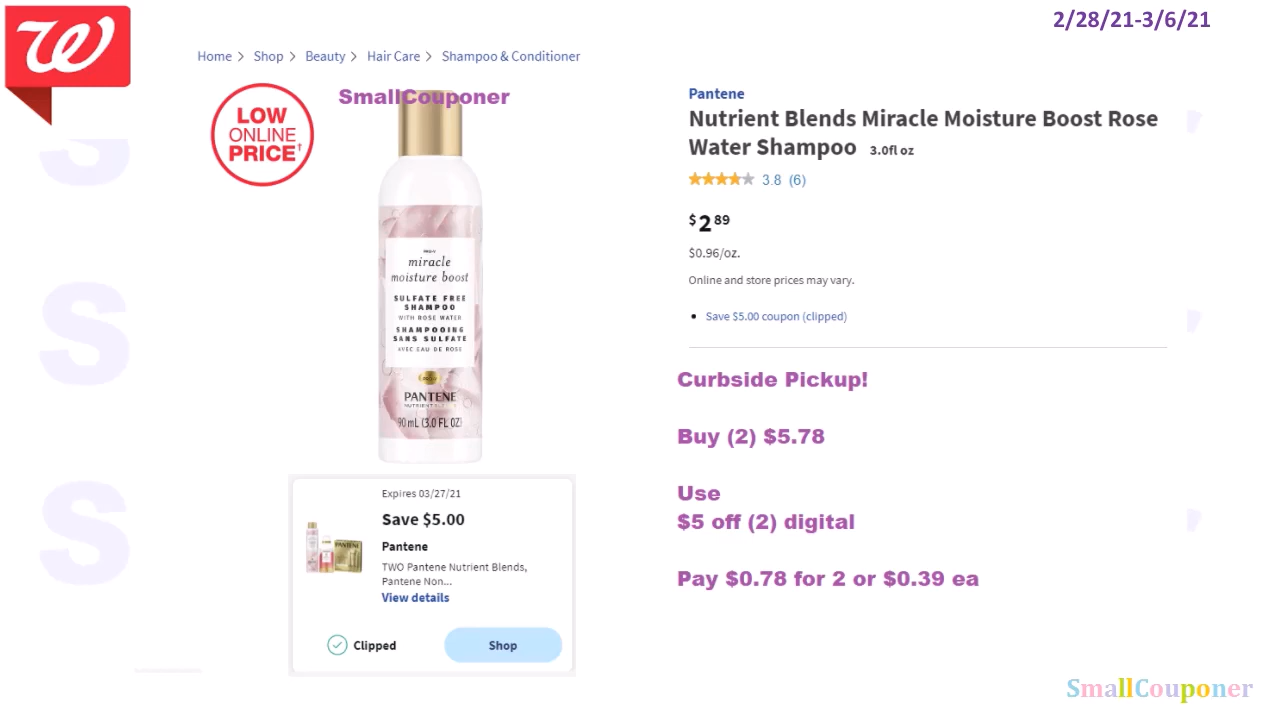 2/28/21-3/6/21
W
Home > Shop > Beauty > Hair Care > Shampoo & Conditioner
LOW
ONLINE
PRICE†
SmallCouponer
PRO-V
miracle
moisture boost
SULFATE FREE
SHAMPOO
WITH ROSE WATER
SHAMPOOING
SANS SULFATE
AVEC EAU DE ROSE
PRO-V
PANTENE
90 mL (3.0 FL OZ)
Pantene
Nutrient Blends Miracle Moisture Boost Rose
Water Shampoo 3.0fl oz
3.8 (6)
$2 89
$0.96/oz.
Online and store prices may vary.
• Save $5.00 coupon (clipped)
Curbside Pickup!
Buy (2) $5.78
Use
$5 off (2) digital
Pay $0.78 for 2 or $0.39 ea
Expires 03/27/21
Save $5.00
Pantene
TWO Pantene Nutrient Blends,
Pantene Non...
View details
Clipped
Shop
S
S
S
SmallCouponer